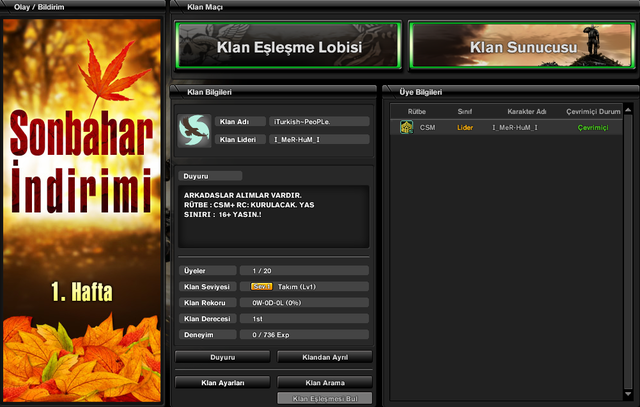 Olay / Bildirim
Sonbahar
İndirimi
1. Hafta
Klan Maçı
Klan Eşleşme Lobisi
Klan Sunucusu
Klan Bilgileri
Klan Adı iTurkish~PeoPLe.
Klan Lideri I_MeR-HuM_I
Duyuru
ARKADASLAR ALIMLAR VARDIR.
RÜTBE : CSM+ RC: KURULACAK. YAS
SINIRI : 16+ YASIN.!
Üyeler 1 / 20
Klan Seviyesi Sev.1 Takım (Lv1)
Klan Rekoru 0W-0D-0L (0%)
Klan Derecesi 1st
Deneyim 0 / 736 Exp
Duyuru
Klandan Ayrıl
Klan Ayarları
Klan Arama
Klan Eşleşmesi Bul
Üye Bilgileri
Rütbe Sınıf Karakter Adı Çevrimiçi Durum
CSM Lider I_MeR-HuM_I Çevrimiçi